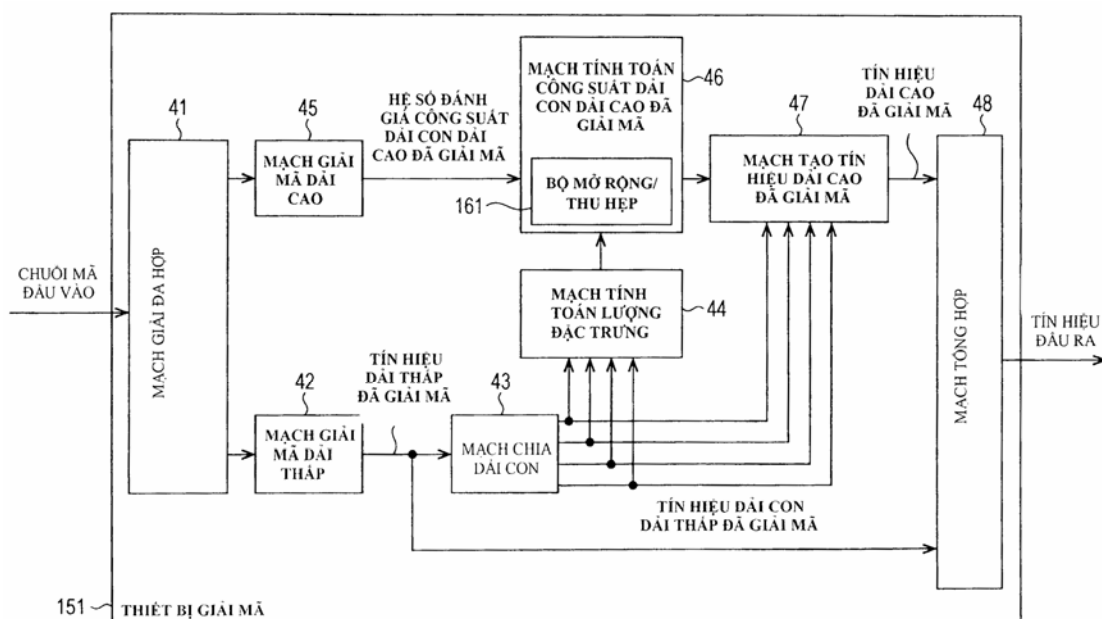 41
MẠCH GIẢI ĐA HỢP
45
MẠCH GIẢI
MÃ DẢI
CAO
HỆ SỐ ĐÁNH
GIÁ CÔNG SUẤT
DẢI CON DẢI
CAO ĐÃ GIẢI MÃ
MẠCH TÍNH TOÁN
CÔNG SUẤT DẢI
CON DẢI CAO ĐÃ
GIẢI MÃ
46
BỘ MỞ RỘNG/
THU HẸP
161
47
MẠCH TẠO TÍN
HIỆU DẢI CAO
ĐÃ GIẢI MÃ
TÍN HIỆU
DẢI CAO
ĐÃ GIẢI MÃ
48
MẠCH TỔNG HỢP
CHUỖI MÃ
ĐẦU VÀO
MẠCH TÍNH
TOÁN LƯỢNG
ĐẶC TRƯNG
44
TÍN HIỆU
ĐẦU RA
42
MẠCH GIẢI
MÃ DẢI
THẤP
TÍN HIỆU
DẢI THẤP
ĐÃ GIẢI MÃ
43
MẠCH CHIA
DẢI CON
TÍN HIỆU DẢI CON
DẢI THẤP ĐÃ GIẢI MÃ
151
THIẾT BỊ GIẢI MÃ